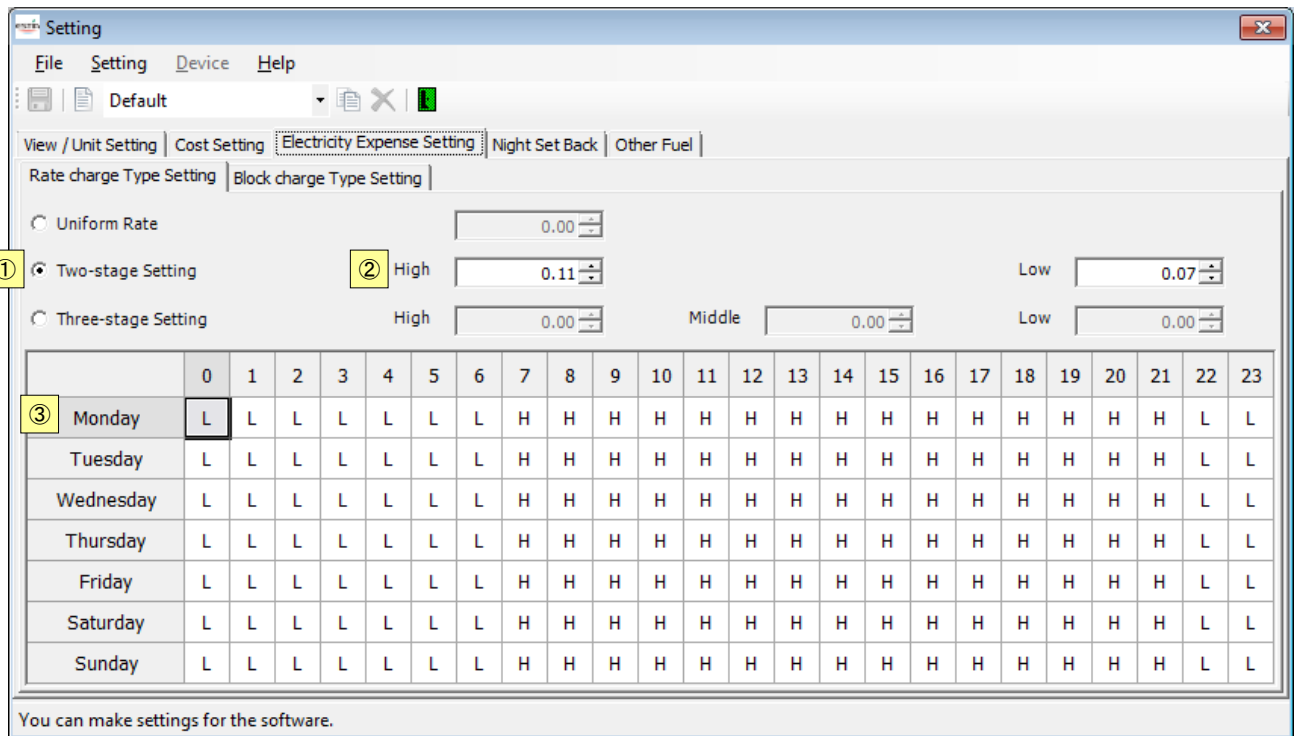 Setting
File Setting Device Help
Default
View / Unit Setting Cost Setting Electricity Expense Setting Night Set Back Other Fuel
Rate charge Type Setting Block charge Type Setting
Uniform Rate 0.00
① Two-stage Setting ② High 0.11 Low 0.07
Three-stage Setting High 0.00 Middle 0.00 Low 0.00
0 1 2 3 4 5 6 7 8 9 10 11 12 13 14 15 16 17 18 19 20 21 22 23
③ Monday L L L L L L L H H H H H H H H H H H H H H H L L
Tuesday L L L L L L L H H H H H H H H H H H H H H H L L
Wednesday L L L L L L L H H H H H H H H H H H H H H H L L
Thursday L L L L L L L H H H H H H H H H H H H H H H L L
Friday L L L L L L L H H H H H H H H H H H H H H H L L
Saturday L L L L L L L H H H H H H H H H H H H H H H L L
Sunday L L L L L L L H H H H H H H H H H H H H H H L L
You can make settings for the software.